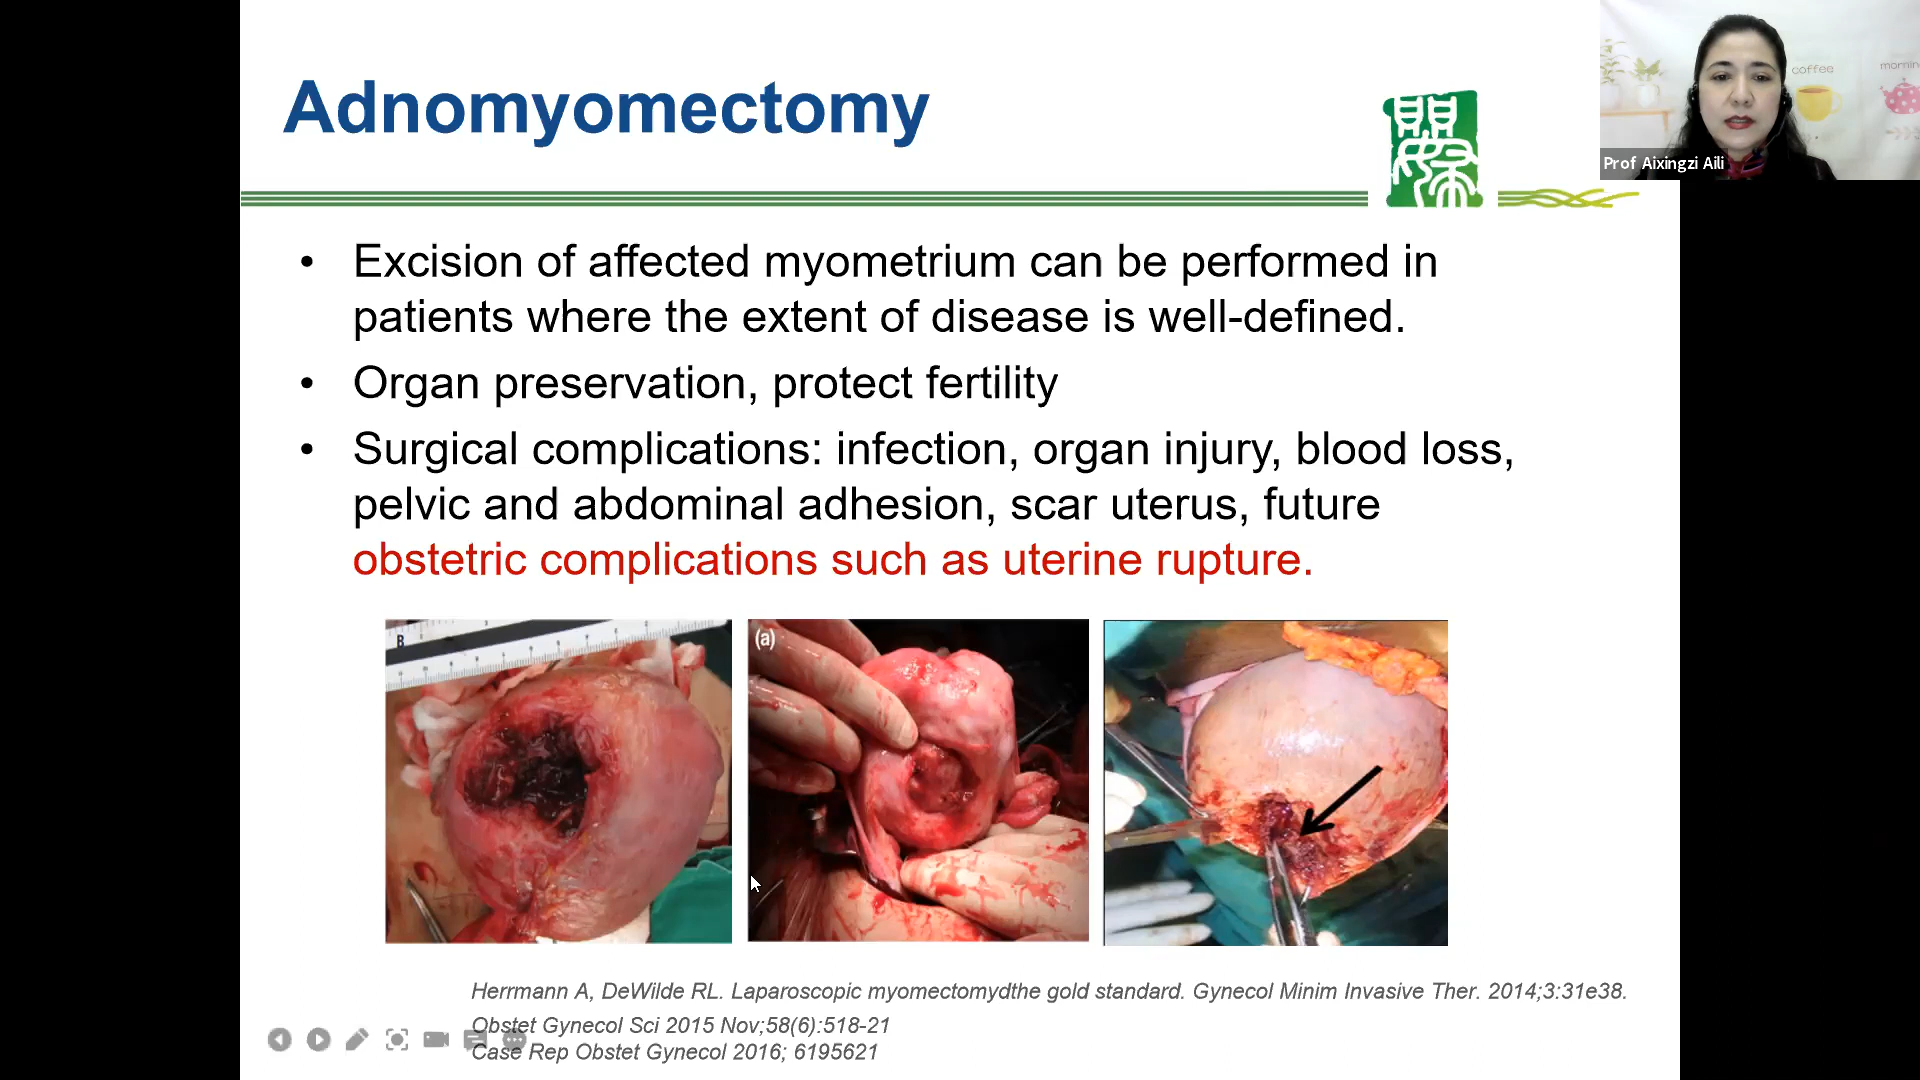 Adnomyomectomy
coffee
mornin
Prof Aixingzi Aili
• Excision of affected myometrium can be performed in
patients where the extent of disease is well-defined.
• Organ preservation, protect fertility
• Surgical complications: infection, organ injury, blood loss,
pelvic and abdominal adhesion, scar uterus, future
obstetric complications such as uterine rupture.
B
(a)
Herrmann A, DeWilde RL. Laparoscopic myomectomydthe gold standard. Gynecol Minim Invasive Ther. 2014;3:31e38.
Obstet Gynecol Sci 2015 Nov;58(6):518-21
Case Rep Obstet Gynecol 2016; 6195621